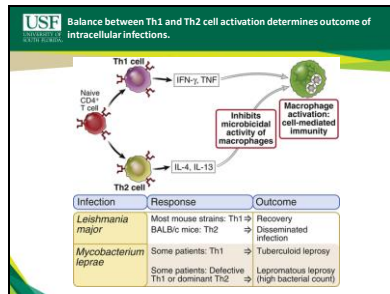 USF
UNIVERSITY OF
SOUTH FLORIDA
Balance between Th1 and Th2 cell activation determines outcome of
intracellular infections.
Th1 cell
IFN-γ, TNF
Naive
CD4+
T cell
Inhibits
microbicidal
activity of
macrophages
Macrophage
activation:
cell-mediated
immunity
IL-4, IL-13
Th2 cell
Infection Response Outcome
Leishmania Most mouse strains: Th1 ⇒ Recovery
major BALB/c mice: Th2 ⇒ Disseminated
infection
Mycobacterium Some patients: Th1 ⇒ Tuberculoid leprosy
leprae
Some patients: Defective Lepromatous leprosy
Th1 or dominant Th2 ⇒ (high bacterial count)